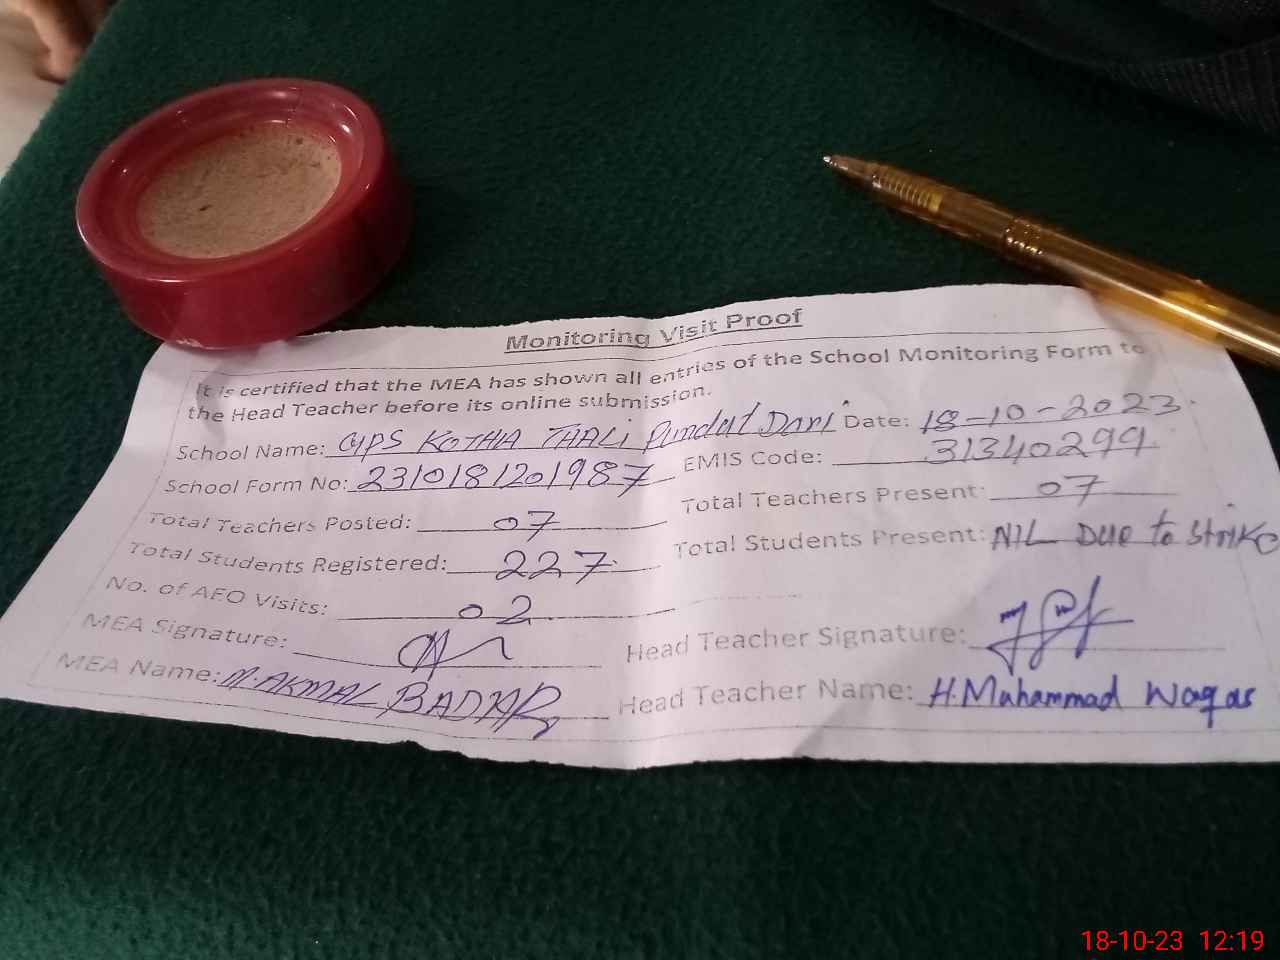 Monitoring Visit Proof
It is certified that the MEA has shown all entries of the School Monitoring Form to
the Head Teacher before its online submission.
School Name: GPS KOTHA THALI Pindat Dari Date: 18-10-2023
School Form No: 2310181201987 EMIS Code: 31340299
Total Teachers Posted: 07 Total Teachers Present: 07
Total Students Registered: 227 Total Students Present: NIL Due to Strike
No. of AEO Visits: 02
MEA Signature: Head Teacher Signature:
MEA Name: M. AKMAL BADAR Head Teacher Name: H. Muhammad Waqas
18-10-23 12:19